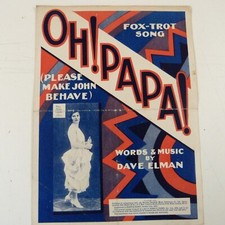 OH! PAPA!
FOX-TROT
SONG
(PLEASE
MAKE JOHN
BEHAVE)
WORDS & MUSIC
BY
DAVE ELMAN